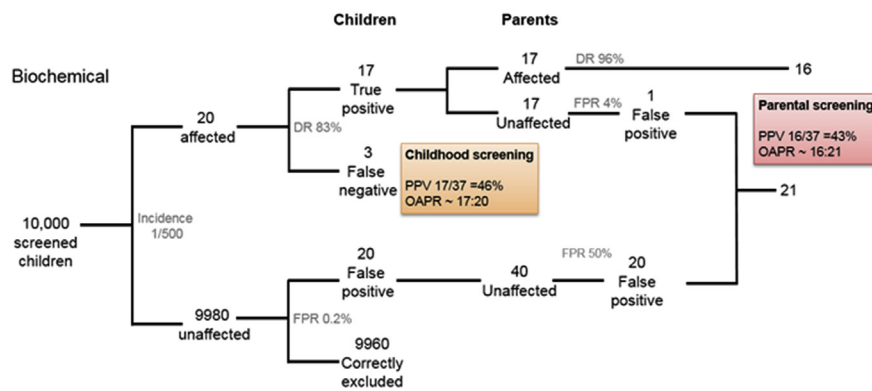 Children
Parents
Biochemical
17
True
positive
17
Affected
DR 96%
16
17
Unaffected
FPR 4%
1
False
positive
Parental screening
PPV 16/37 =43%
OAPR ~ 16:21
20
affected
DR 83%
3
False
negative
Childhood screening
PPV 17/37 =46%
OAPR ~ 17:20
21
10,000
screened
children
Incidence
1/500
20
False
positive
40
Unaffected
FPR 50%
20
False
positive
9980
unaffected
FPR 0.2%
9960
Correctly
excluded